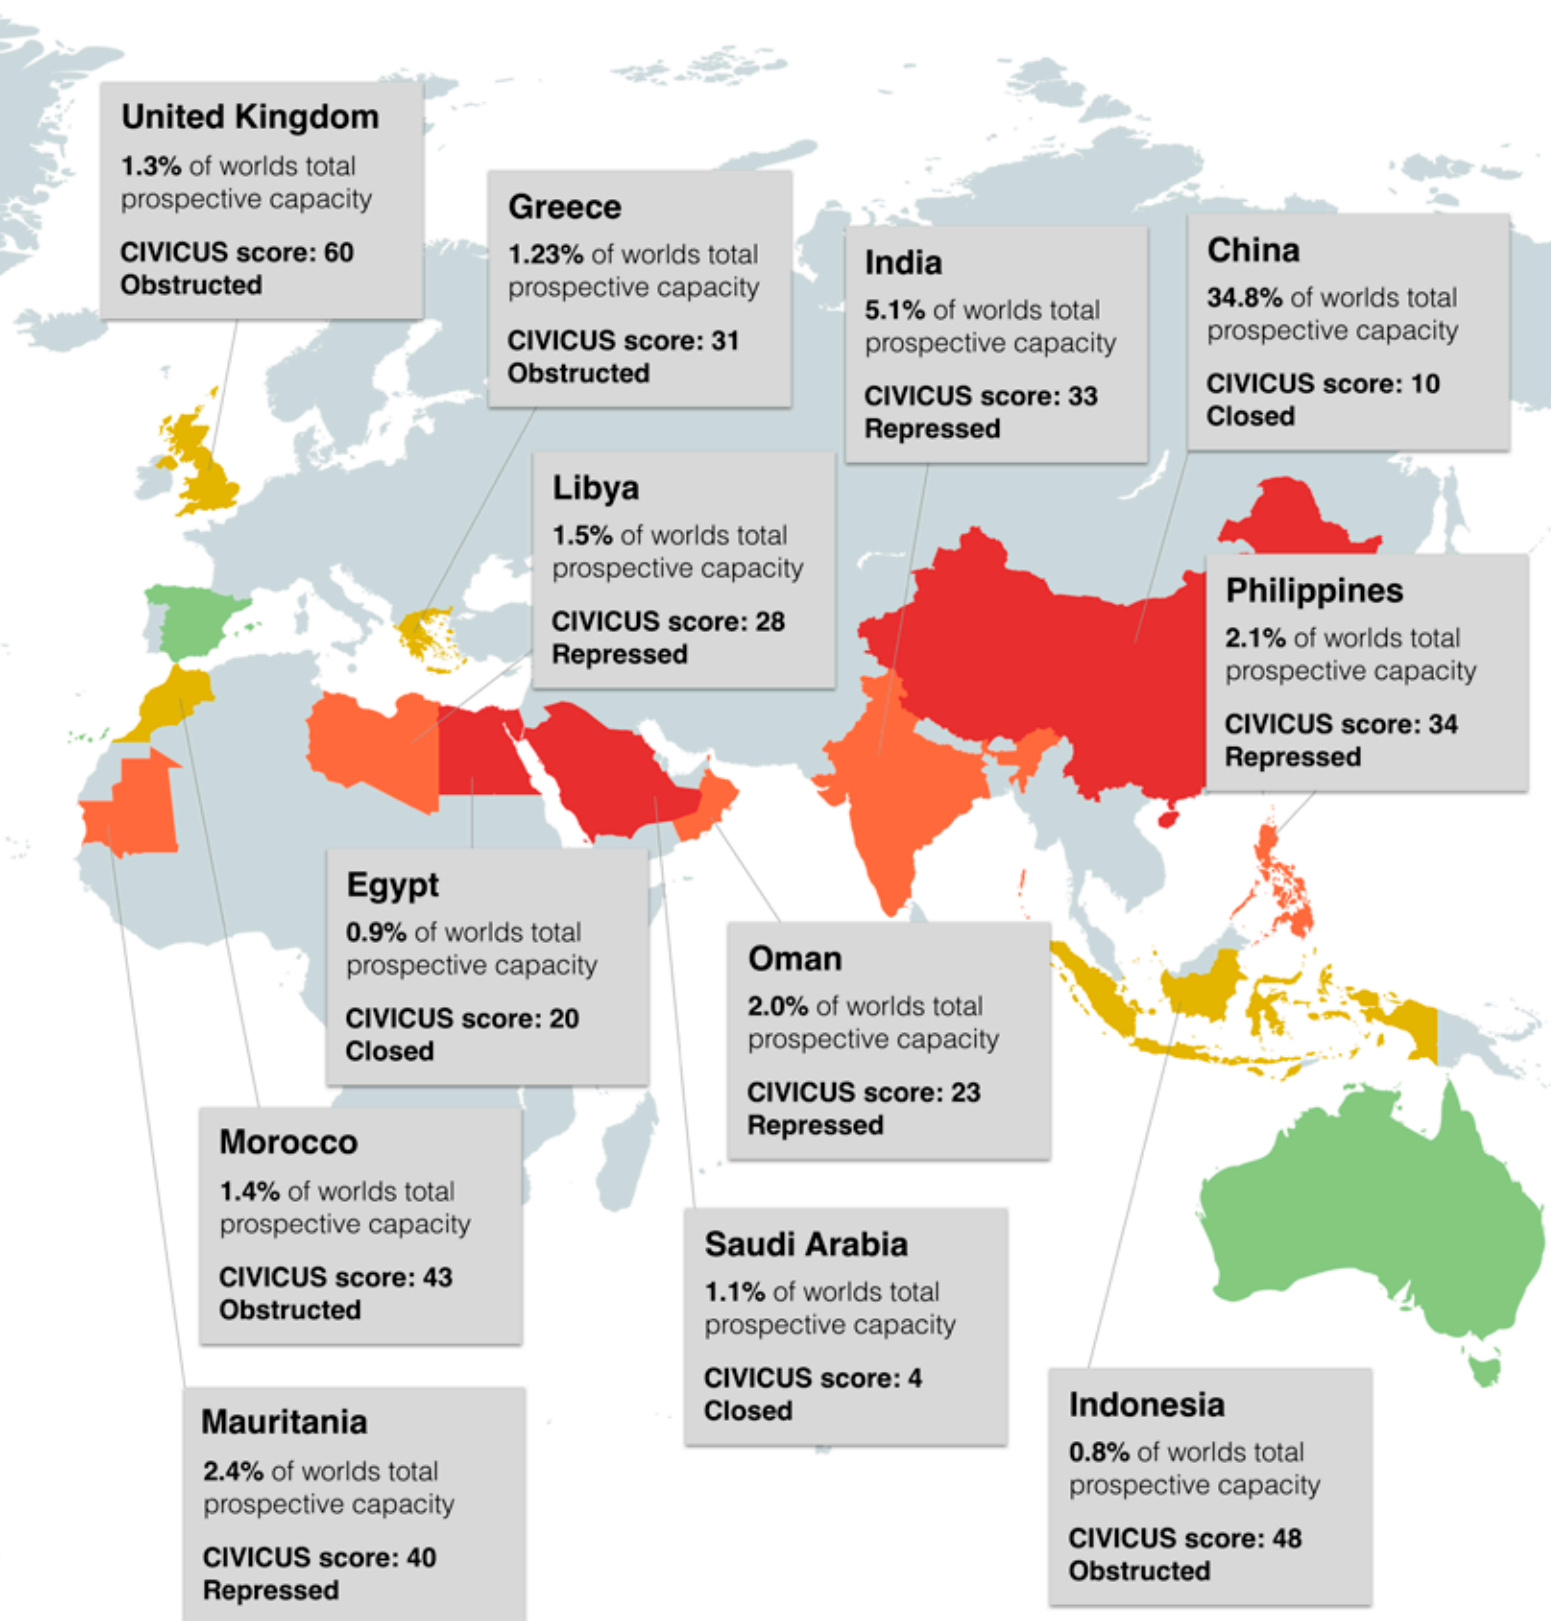 United Kingdom
1.3% of worlds total
prospective capacity
CIVICUS score: 60
Obstructed
Greece
1.23% of worlds total
prospective capacity
CIVICUS score: 31
Obstructed
India
5.1% of worlds total
prospective capacity
CIVICUS score: 33
Repressed
China
34.8% of worlds total
prospective capacity
CIVICUS score: 10
Closed
Libya
1.5% of worlds total
prospective capacity
CIVICUS score: 28
Repressed
Philippines
2.1% of worlds total
prospective capacity
CIVICUS score: 34
Repressed
Egypt
0.9% of worlds total
prospective capacity
CIVICUS score: 20
Closed
Oman
2.0% of worlds total
prospective capacity
CIVICUS score: 23
Repressed
Morocco
1.4% of worlds total
prospective capacity
CIVICUS score: 43
Obstructed
Saudi Arabia
1.1% of worlds total
prospective capacity
CIVICUS score: 4
Closed
Indonesia
0.8% of worlds total
prospective capacity
CIVICUS score: 48
Obstructed
Mauritania
2.4% of worlds total
prospective capacity
CIVICUS score: 40
Repressed